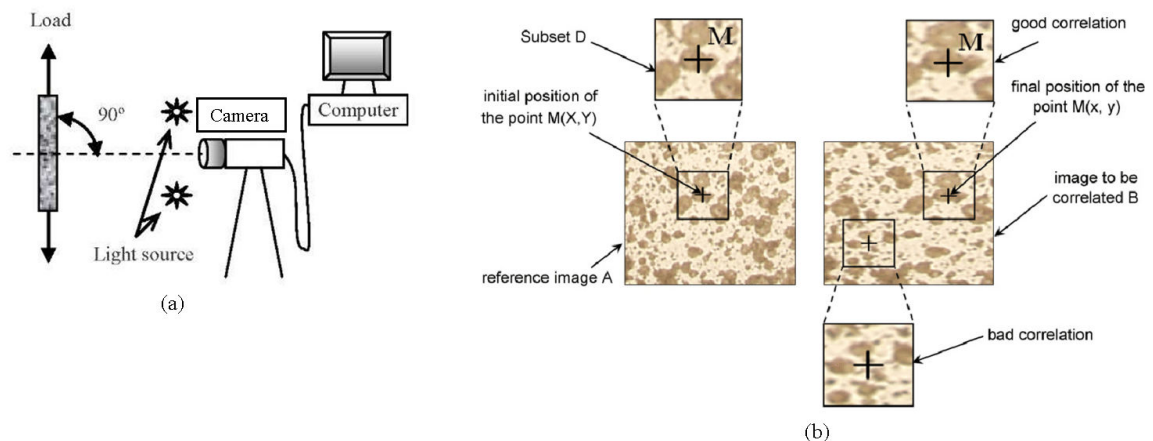 Load
90°
Camera
Computer
Light source
(a)
Subset D
M
initial position of
the point M(X,Y)
reference image A
M
good correlation
final position of the
point M(x, y)
image to be
correlated B
bad correlation
(b)